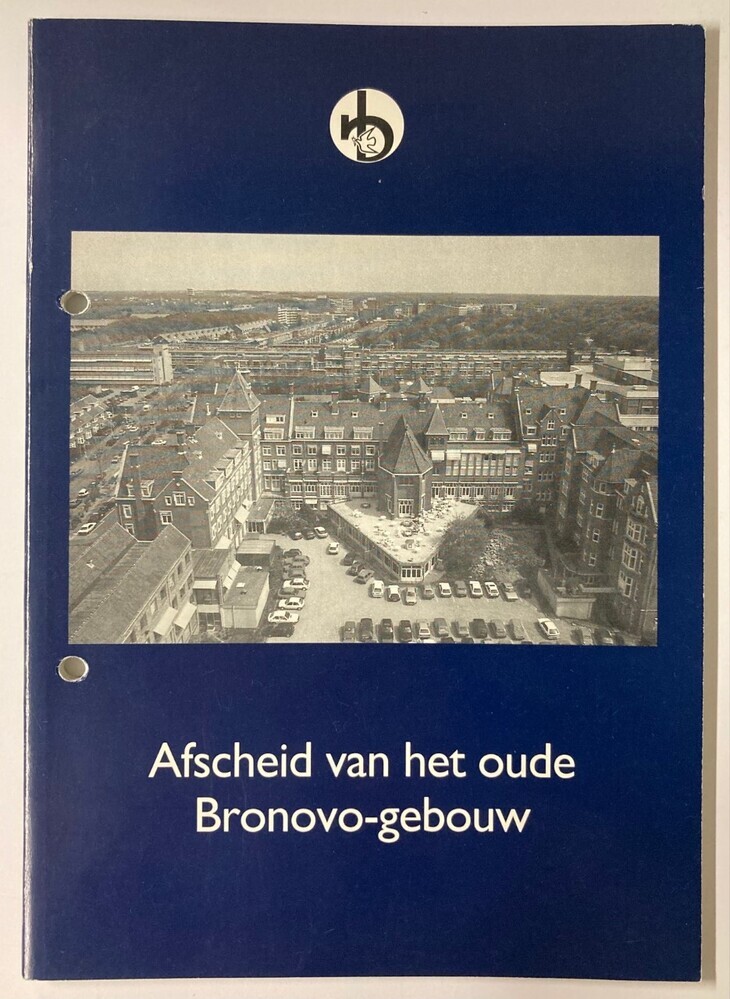 Afscheid van het oude
Bronovo-gebouw